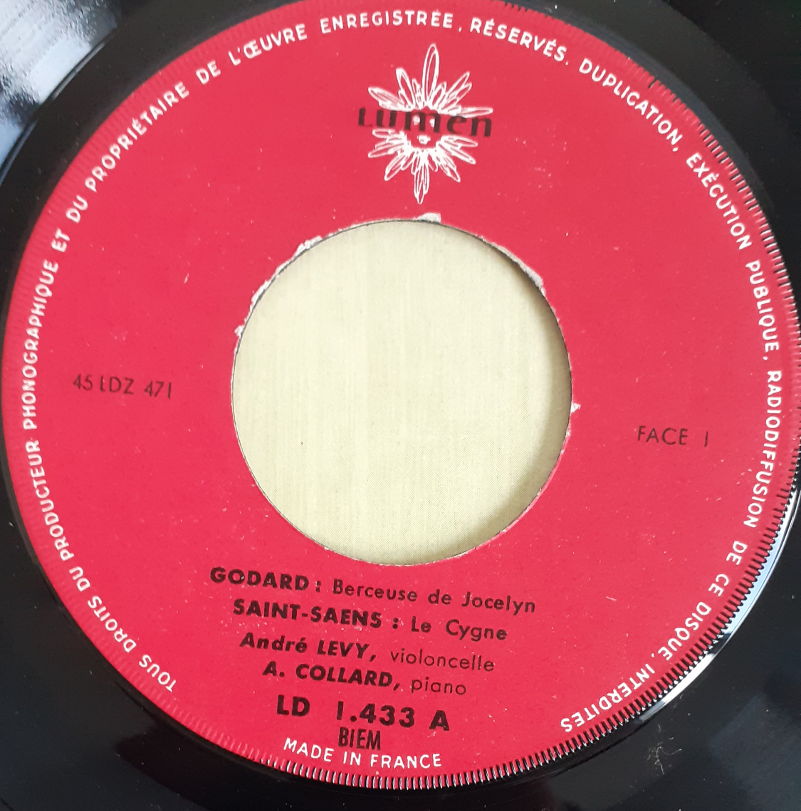 TOUS DROITS DU PRODUCTEUR PHONOGRAPHIQUE ET DU PROPRIÉTAIRE DE L'ŒUVRE ENREGISTRÉE, RÉSERVÉS. DUPLICATION, EXÉCUTION PUBLIQUE, RADIODIFFUSION DE CE DISQUE, INTERDITES
Lumen
45 LDZ 471
FACE 1
GODARD : Berceuse de Jocelyn
SAINT-SAENS : Le Cygne
André LEVY, violoncelle
A. COLLARD, piano
LD 1.433 A
BIEM
MADE IN FRANCE